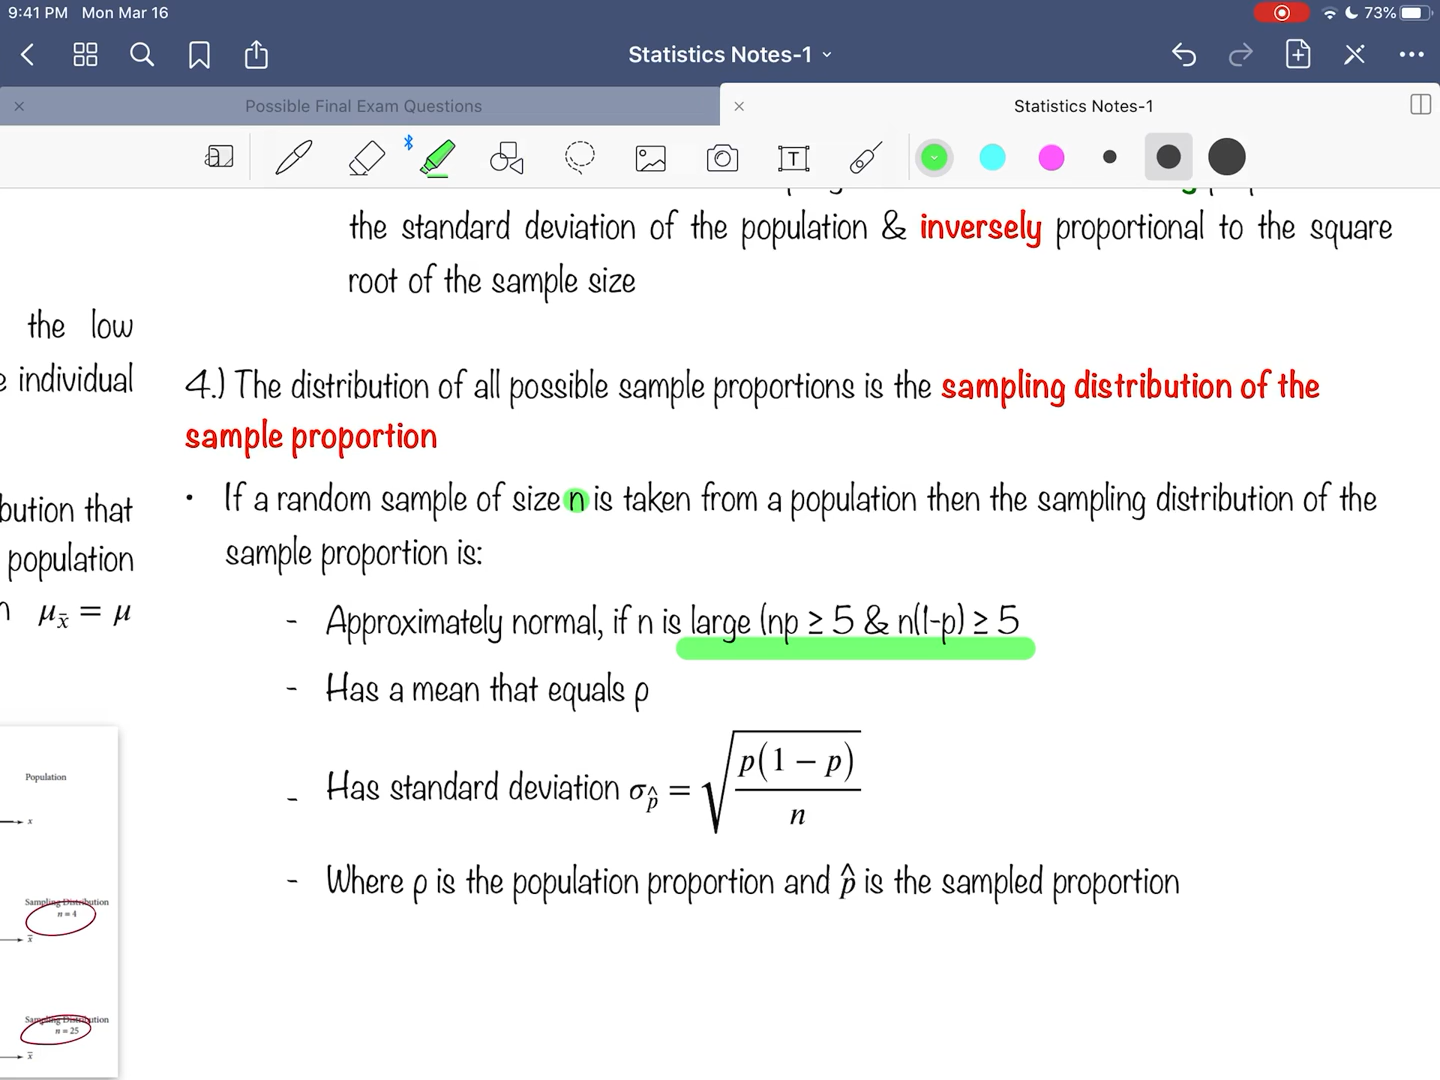 9:41 PM Mon Mar 16
73%
Statistics Notes-1
Possible Final Exam Questions
Statistics Notes-1
the standard deviation of the population & inversely proportional to the square
root of the sample size
the low
individual
4.) The distribution of all possible sample proportions is the sampling distribution of the
sample proportion
• If a random sample of size n is taken from a population then the sampling distribution of the
sample proportion is:
bution that
population
μx̄ = μ
- Approximately normal, if n is large (np ≥ 5 & n(1-p) ≥ 5
- Has a mean that equals ρ
- Has standard deviation σp̂ = √(p(1 − p)/n)
- Where ρ is the population proportion and p̂ is the sampled proportion
Population
x
Sampling Distribution
n = 4
x̄
Sampling Distribution
n = 25
x̄